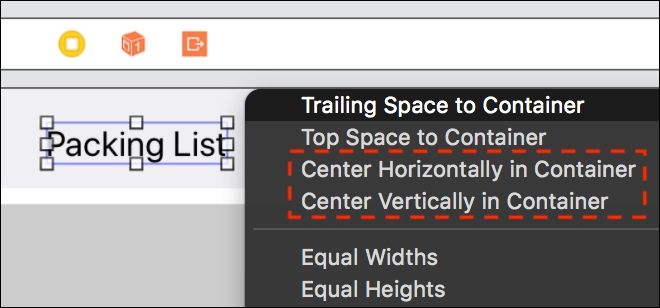 Packing List
Trailing Space to Container
Top Space to Container
Center Horizontally in Container
Center Vertically in Container
Equal Widths
Equal Heights